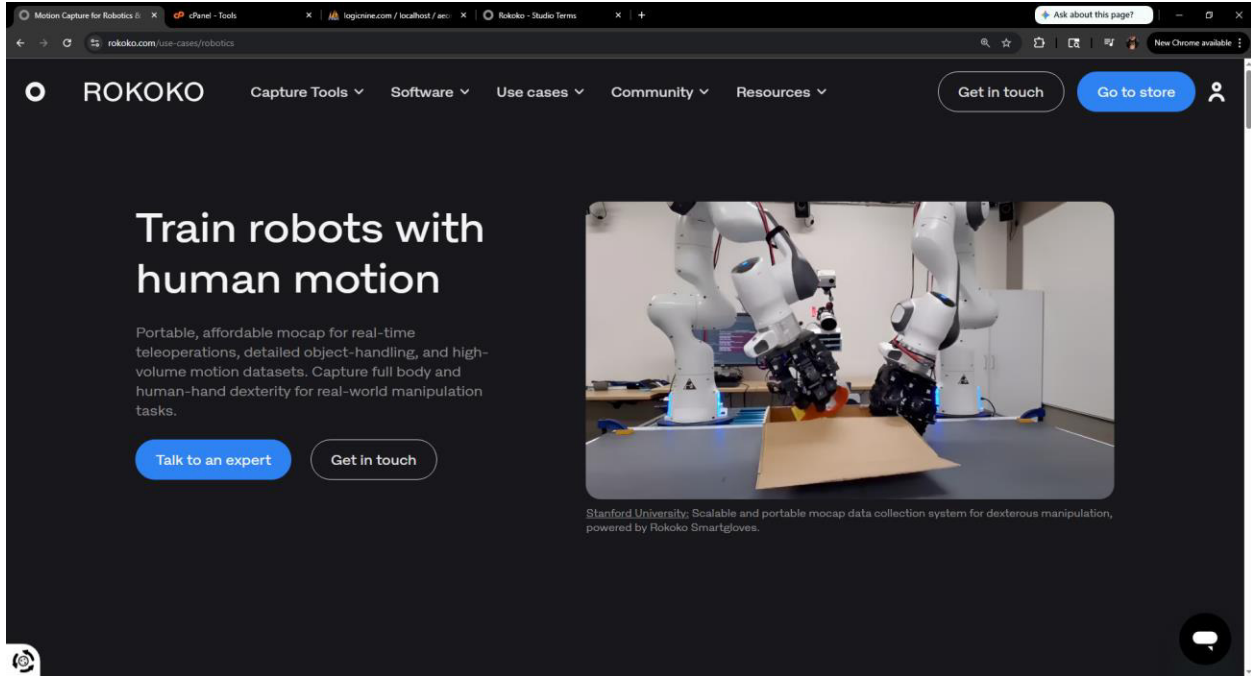 Motion Capture for Robotics &
cPanel - Tools
logicnine.com / localhost / aec
Rokoko - Studio Terms
Ask about this page?
rokoko.com/use-cases/robotics
New Chrome available
ROKOKO
Capture Tools
Software
Use cases
Community
Resources
Get in touch
Go to store
Train robots with
human motion
Portable, affordable mocap for real-time
teleoperations, detailed object-handling, and high-
volume motion datasets. Capture full body and
human-hand dexterity for real-world manipulation
tasks.
Talk to an expert
Get in touch
Stanford University: Scalable and portable mocap data collection system for dexterous manipulation,
powered by Rokoko Smartgloves.